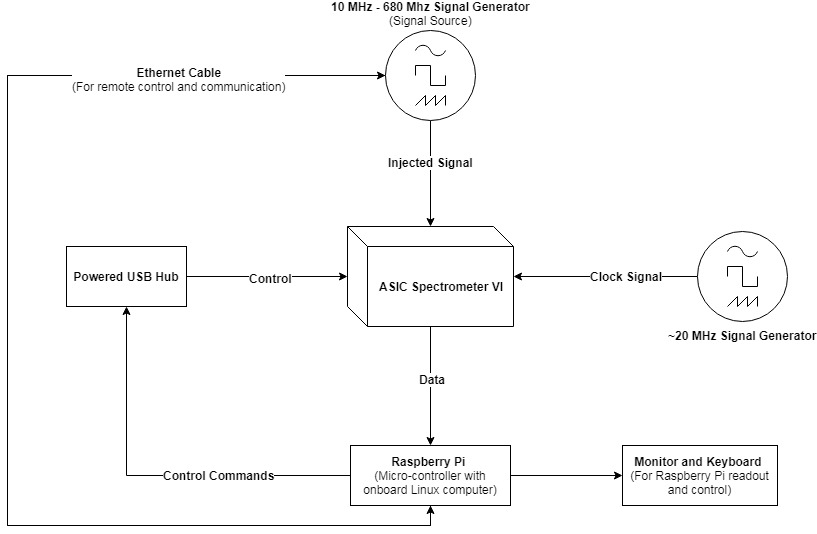 10 MHz - 680 Mhz Signal Generator
(Signal Source)
Ethernet Cable
(For remote control and communication)
Injected Signal
Powered USB Hub
Control
ASIC Spectrometer VI
Clock Signal
~20 MHz Signal Generator
Data
Control Commands
Raspberry Pi
(Micro-controller with
onboard Linux computer)
Monitor and Keyboard
(For Raspberry Pi readout
and control)